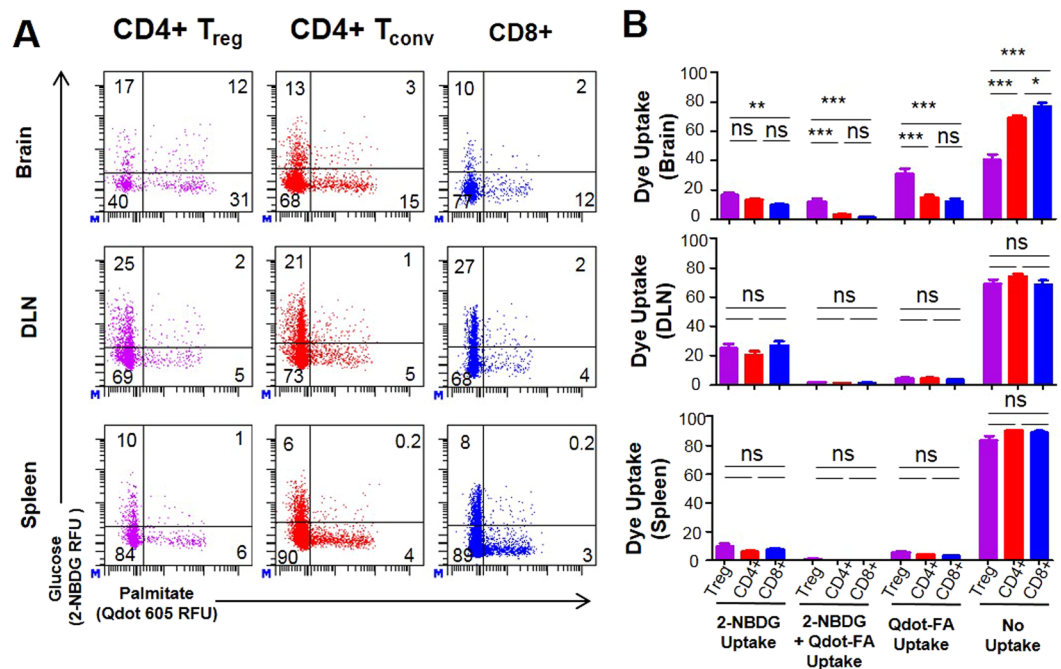 A
CD4+ Treg
CD4+ Tconv
CD8+
Brain
17
12
40
31
13
3
68
15
10
2
77
12
M
M
M
DLN
25
2
69
5
21
1
73
5
27
2
68
4
M
M
M
Spleen
10
1
84
6
6
0.2
90
4
8
0.2
89
3
M
M
M
Glucose
(2-NBDG RFU)
Palmitate
(Qdot 605 RFU)
B
Dye Uptake
(Brain)
100
80
60
40
20
0
**
ns
ns
***
***
ns
***
***
ns
***
***
*
Dye Uptake
(DLN)
100
80
60
40
20
0
ns
ns
ns
ns
Dye Uptake
(Spleen)
100
80
60
40
20
0
ns
ns
ns
ns
Treg
CD4+
CD8+
Treg
CD4+
CD8+
Treg
CD4+
CD8+
Treg
CD4+
CD8+
2-NBDG
Uptake
2-NBDG
+ Qdot-FA
Uptake
Qdot-FA
Uptake
No
Uptake